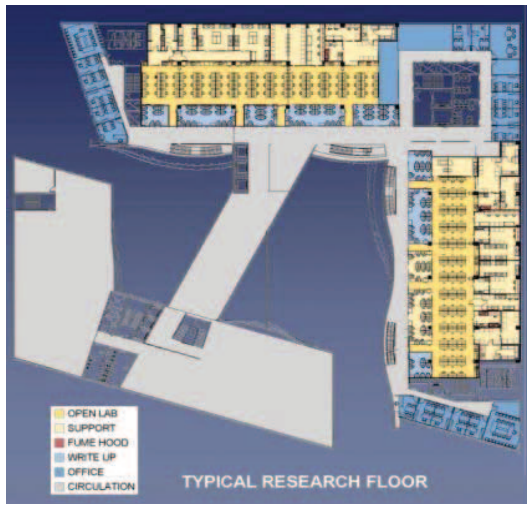 OPEN LAB
SUPPORT
FUME HOOD
WRITE UP
OFFICE
CIRCULATION
TYPICAL RESEARCH FLOOR